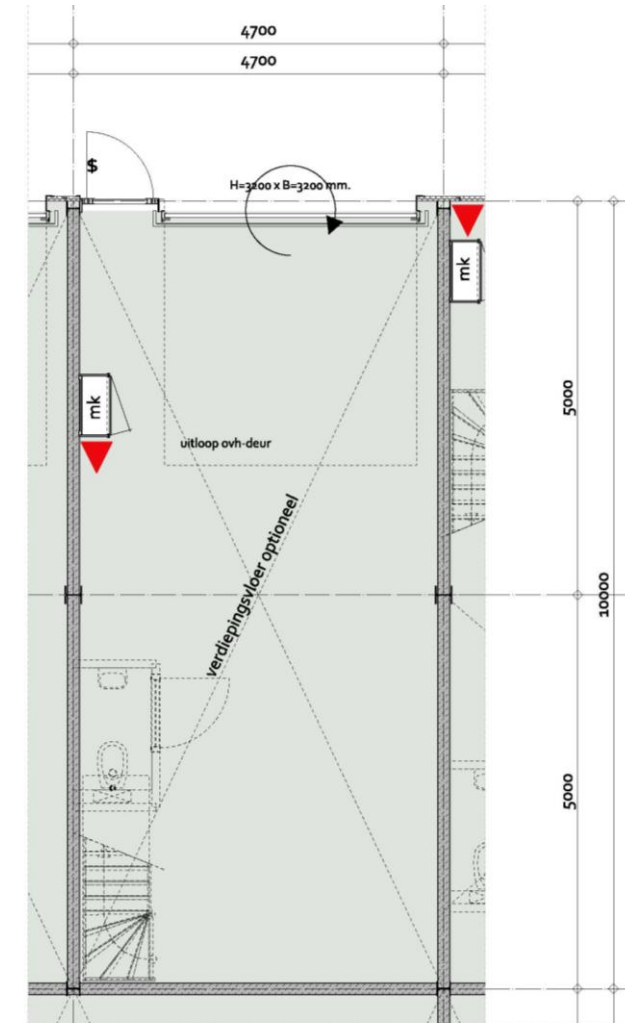 4700
4700
$
H=3200 x B=3200 mm.
mk
mk
5000
uitloop ovh-deur
verdiepingsvloer optioneel
10000
5000